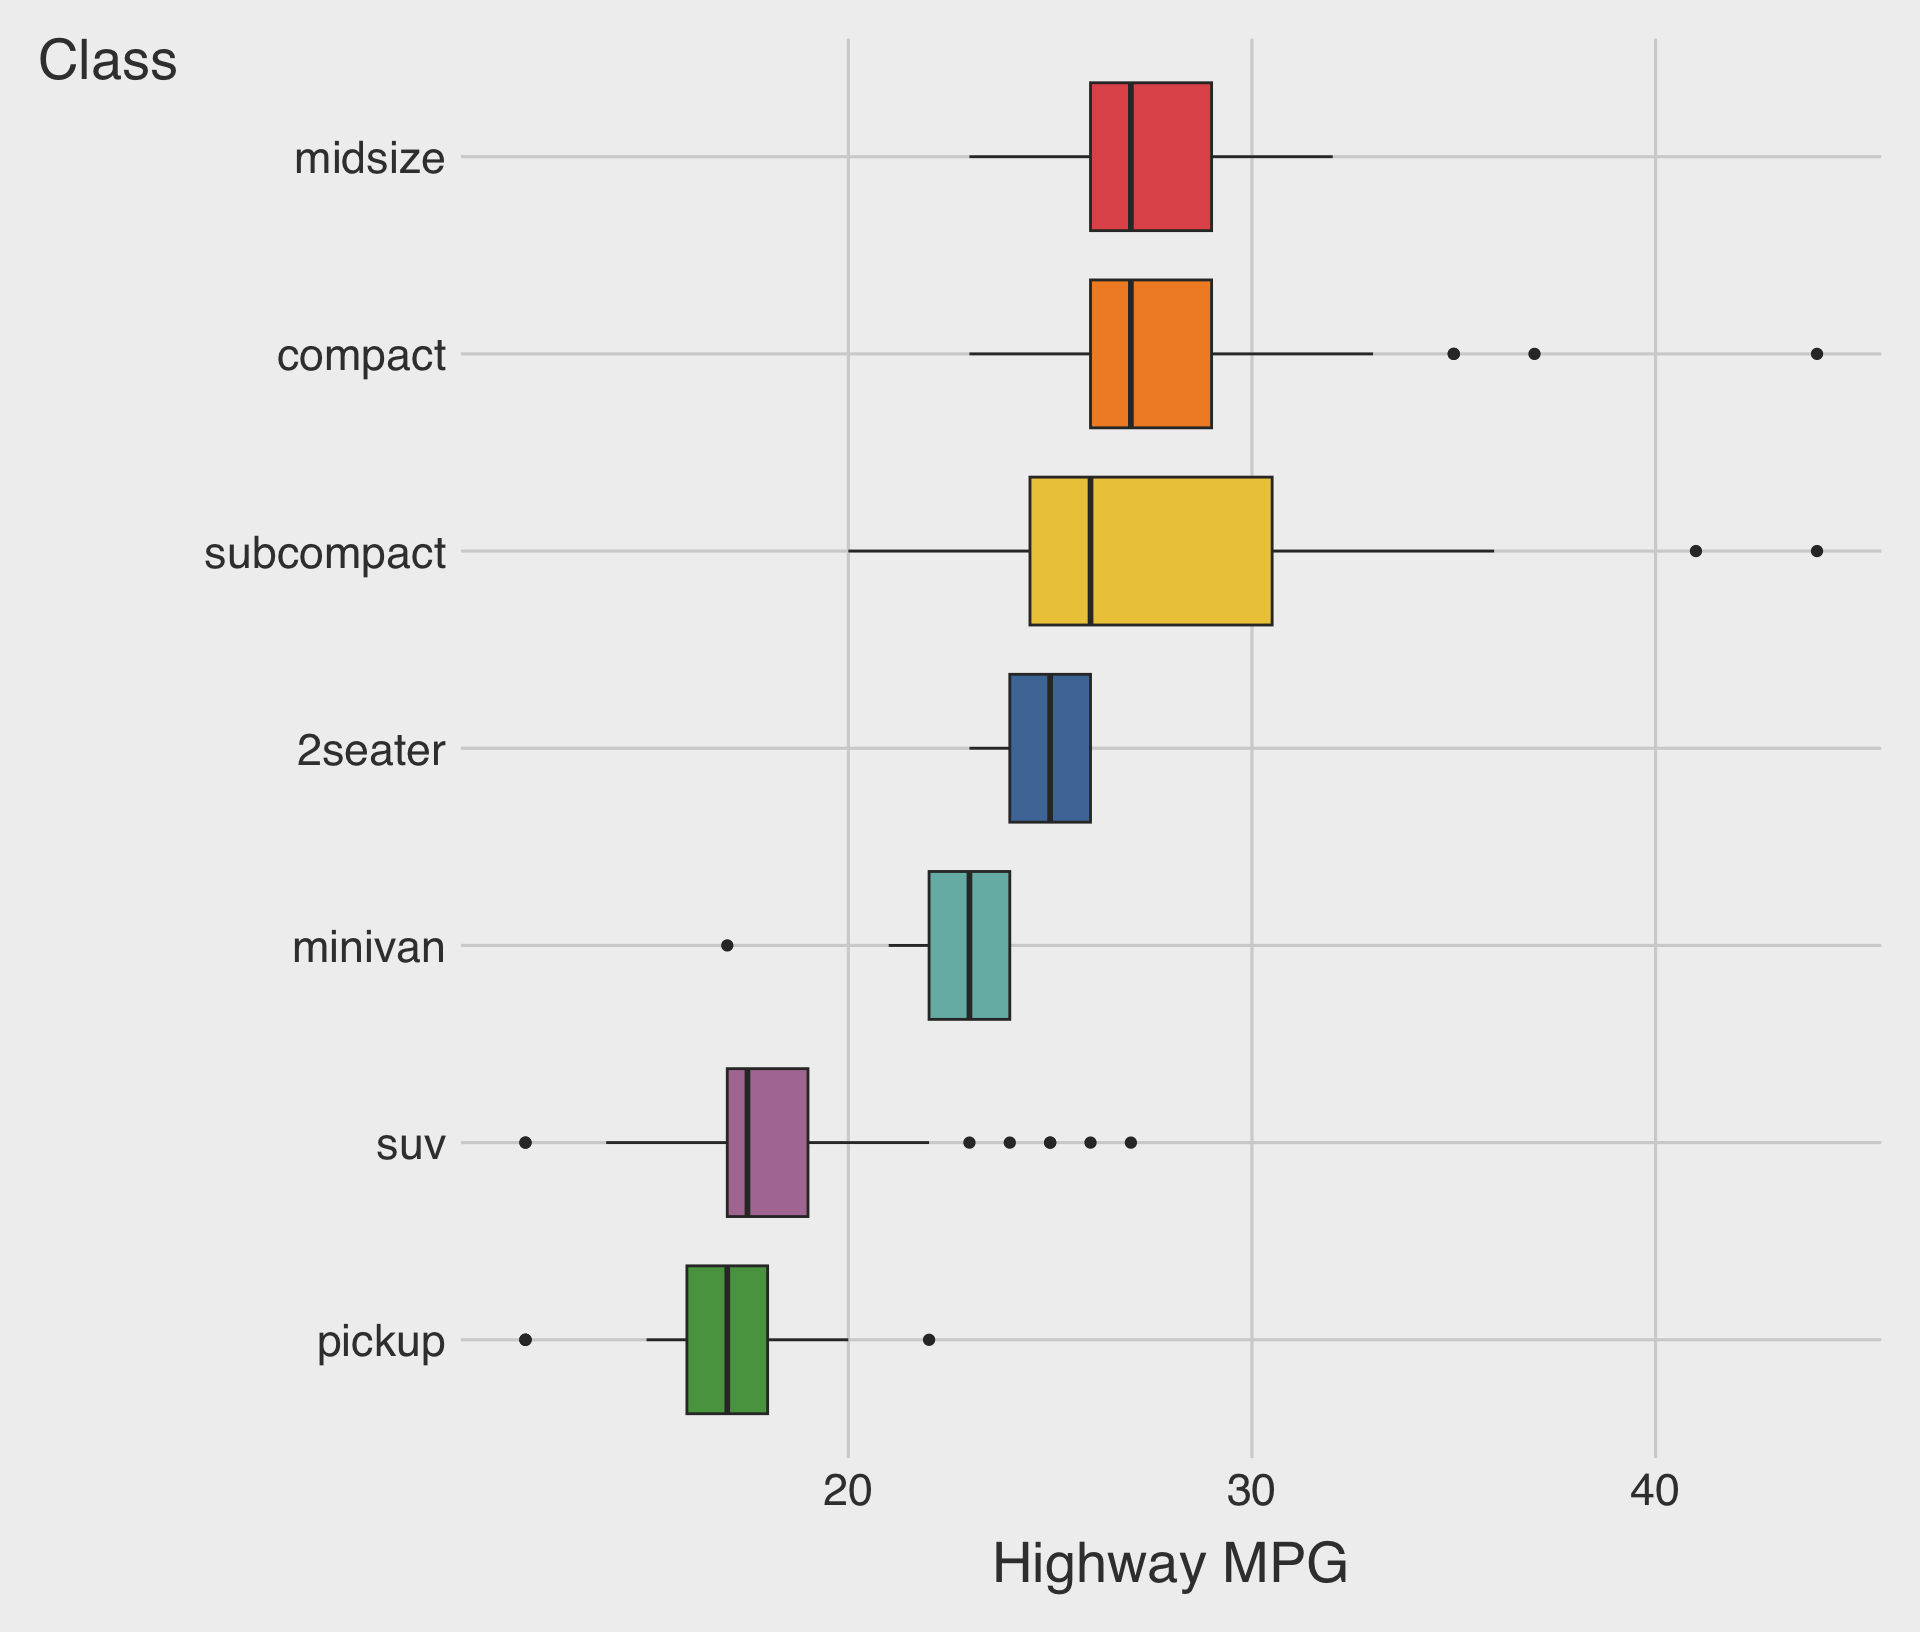 Class
midsize
compact
subcompact
2seater
minivan
suv
pickup
20 30 40
Highway MPG